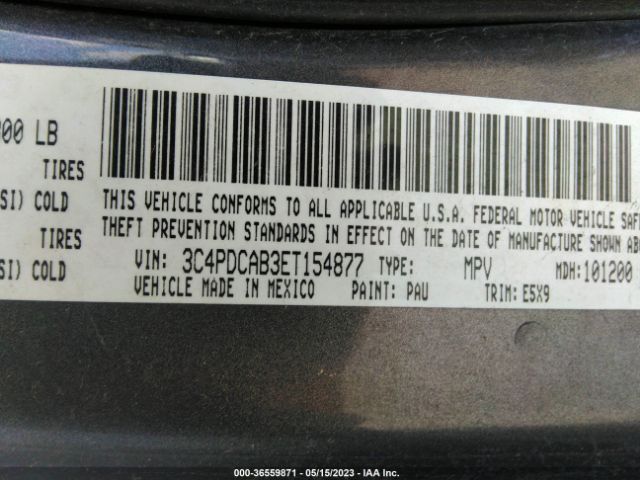 00 LB
TIRES
SI) COLD
TIRES
SI) COLD
THIS VEHICLE CONFORMS TO ALL APPLICABLE U.S.A. FEDERAL MOTOR VEHICLE SAF
THEFT PREVENTION STANDARDS IN EFFECT ON THE DATE OF MANUFACTURE SHOWN ABO
VIN: 3C4PDCAB3ET154877 TYPE: MPV MDH:101200
VEHICLE MADE IN MEXICO PAINT: PAU TRIM: E5X9
000-36559871 - 05/15/2023 - IAA Inc.